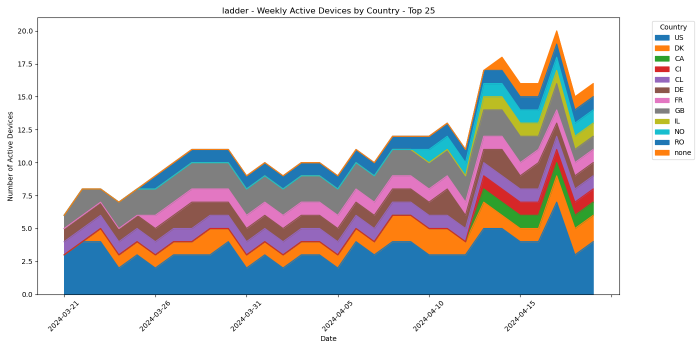 ladder - Weekly Active Devices by Country - Top 25
Number of Active Devices
20.0
17.5
15.0
12.5
10.0
7.5
5.0
2.5
0.0
2024-03-21
2024-03-26
2024-03-31
2024-04-05
2024-04-10
2024-04-15
Date
Country
US
DK
CA
CI
CL
DE
FR
GB
IL
NO
RO
none